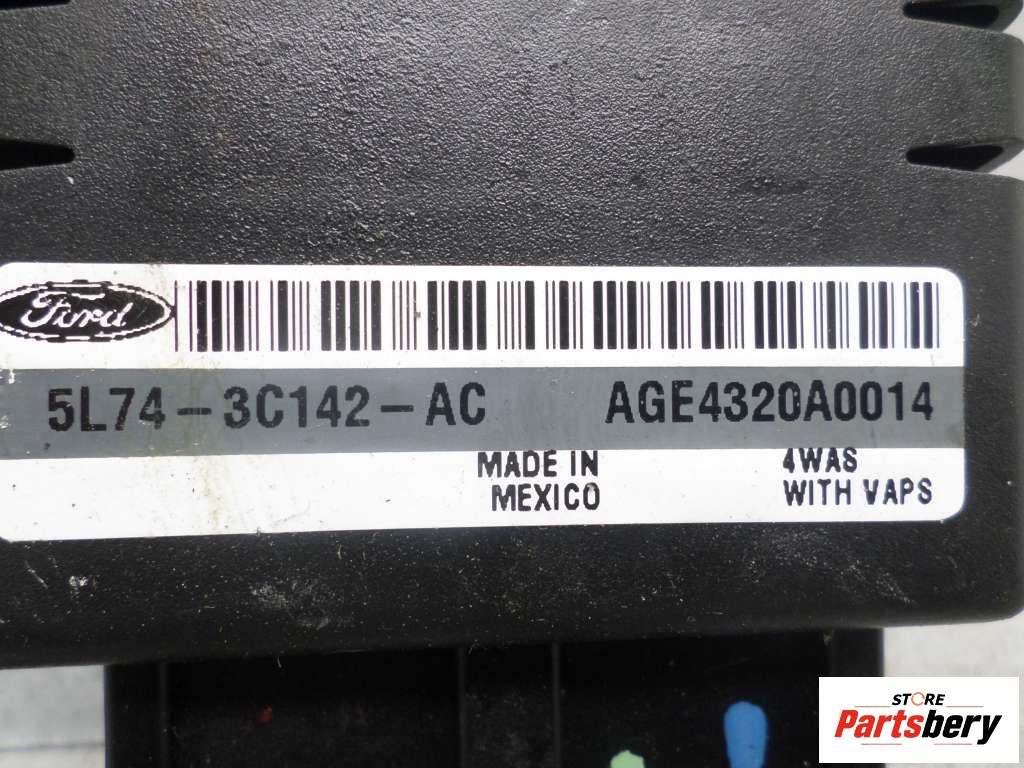 Ford
5L74-3C142-AC AGE4320A0014
MADE IN 4WAS
MEXICO WITH VAPS
STORE
Partsbery